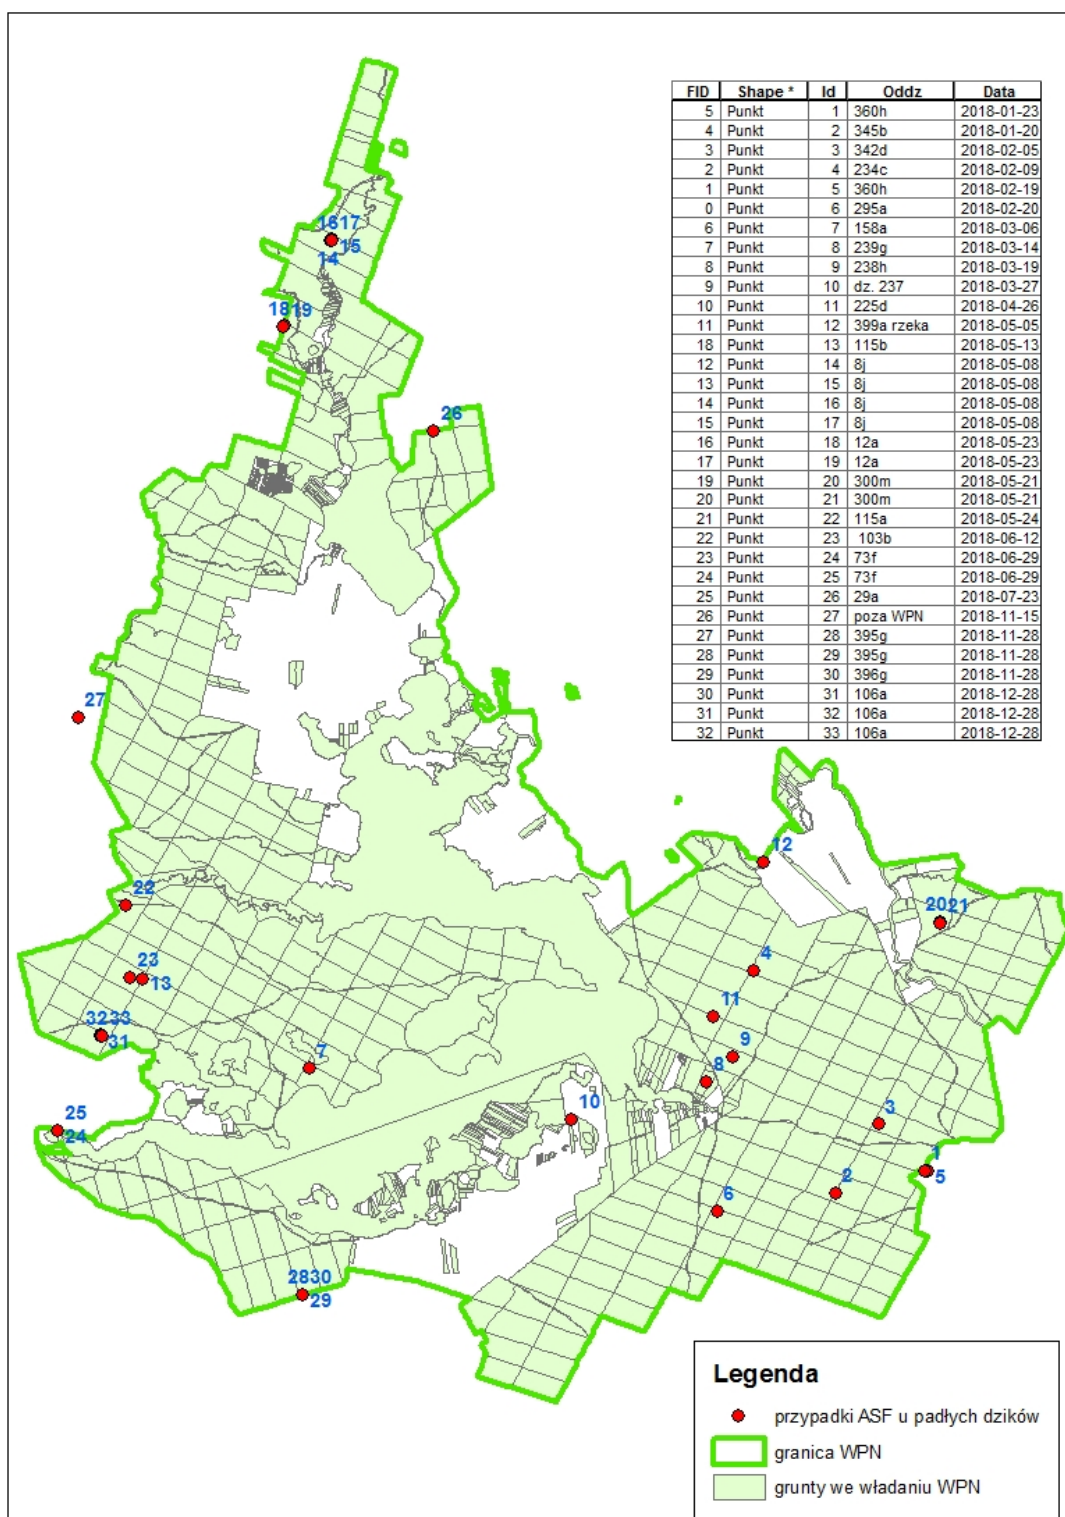 FID Shape * Id Oddz Data
5 Punkt 1 360h 2018-01-23
4 Punkt 2 345b 2018-01-20
3 Punkt 3 342d 2018-02-05
2 Punkt 4 234c 2018-02-09
1 Punkt 5 360h 2018-02-19
0 Punkt 6 295a 2018-02-20
6 Punkt 7 158a 2018-03-06
7 Punkt 8 239g 2018-03-14
8 Punkt 9 238h 2018-03-19
9 Punkt 10 dz. 237 2018-03-27
10 Punkt 11 225d 2018-04-26
11 Punkt 12 399a rzeka 2018-05-05
18 Punkt 13 115b 2018-05-13
12 Punkt 14 8j 2018-05-08
13 Punkt 15 8j 2018-05-08
14 Punkt 16 8j 2018-05-08
15 Punkt 17 8j 2018-05-08
16 Punkt 18 12a 2018-05-23
17 Punkt 19 12a 2018-05-23
19 Punkt 20 300m 2018-05-21
20 Punkt 21 300m 2018-05-21
21 Punkt 22 115a 2018-05-24
22 Punkt 23 103b 2018-06-12
23 Punkt 24 73f 2018-06-29
24 Punkt 25 73f 2018-06-29
25 Punkt 26 29a 2018-07-23
26 Punkt 27 poza WPN 2018-11-15
27 Punkt 28 395g 2018-11-28
28 Punkt 29 395g 2018-11-28
29 Punkt 30 396g 2018-11-28
30 Punkt 31 106a 2018-12-28
31 Punkt 32 106a 2018-12-28
32 Punkt 33 106a 2018-12-28
1617
15
14
1819
26
27
12
22
2021
4
23
13
11
3233
31
9
7
8
10
25
24
3
1
5
2
6
2830
29
Legenda
przypadki ASF u padłych dzików
granica WPN
grunty we władaniu WPN